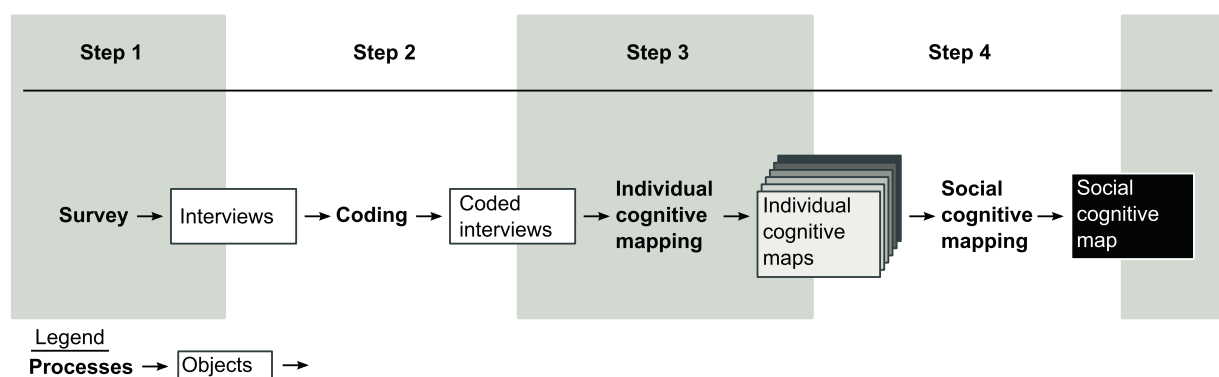 Step 1
Step 2
Step 3
Step 4
Survey
Interviews
Coding
Coded
interviews
Individual
cognitive
mapping
Individual
cognitive
maps
Social
cognitive
mapping
Social
cognitive
map
Legend
Processes
Objects